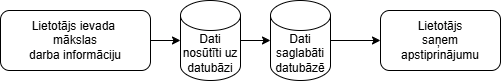 Lietotājs ievada
mākslas
darba informāciju
Dati
nosūtīti uz
datubāzi
Dati
saglabāti
datubāzē
Lietotājs
saņem
apstiprinājumu